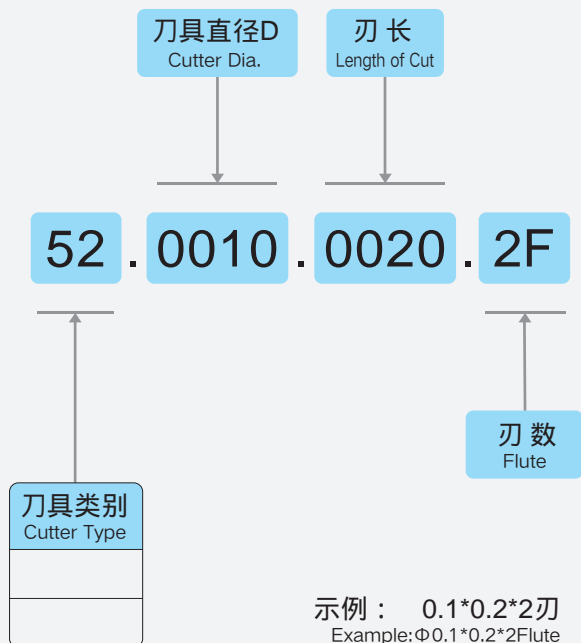 刀具直径D
Cutter Dia.
刃 长
Length of Cut
52 . 0010 . 0020 . 2F
刃 数
Flute
刀具类别
Cutter Type
示例： 0.1*0.2*2刃
Example:Φ0.1*0.2*2Flute